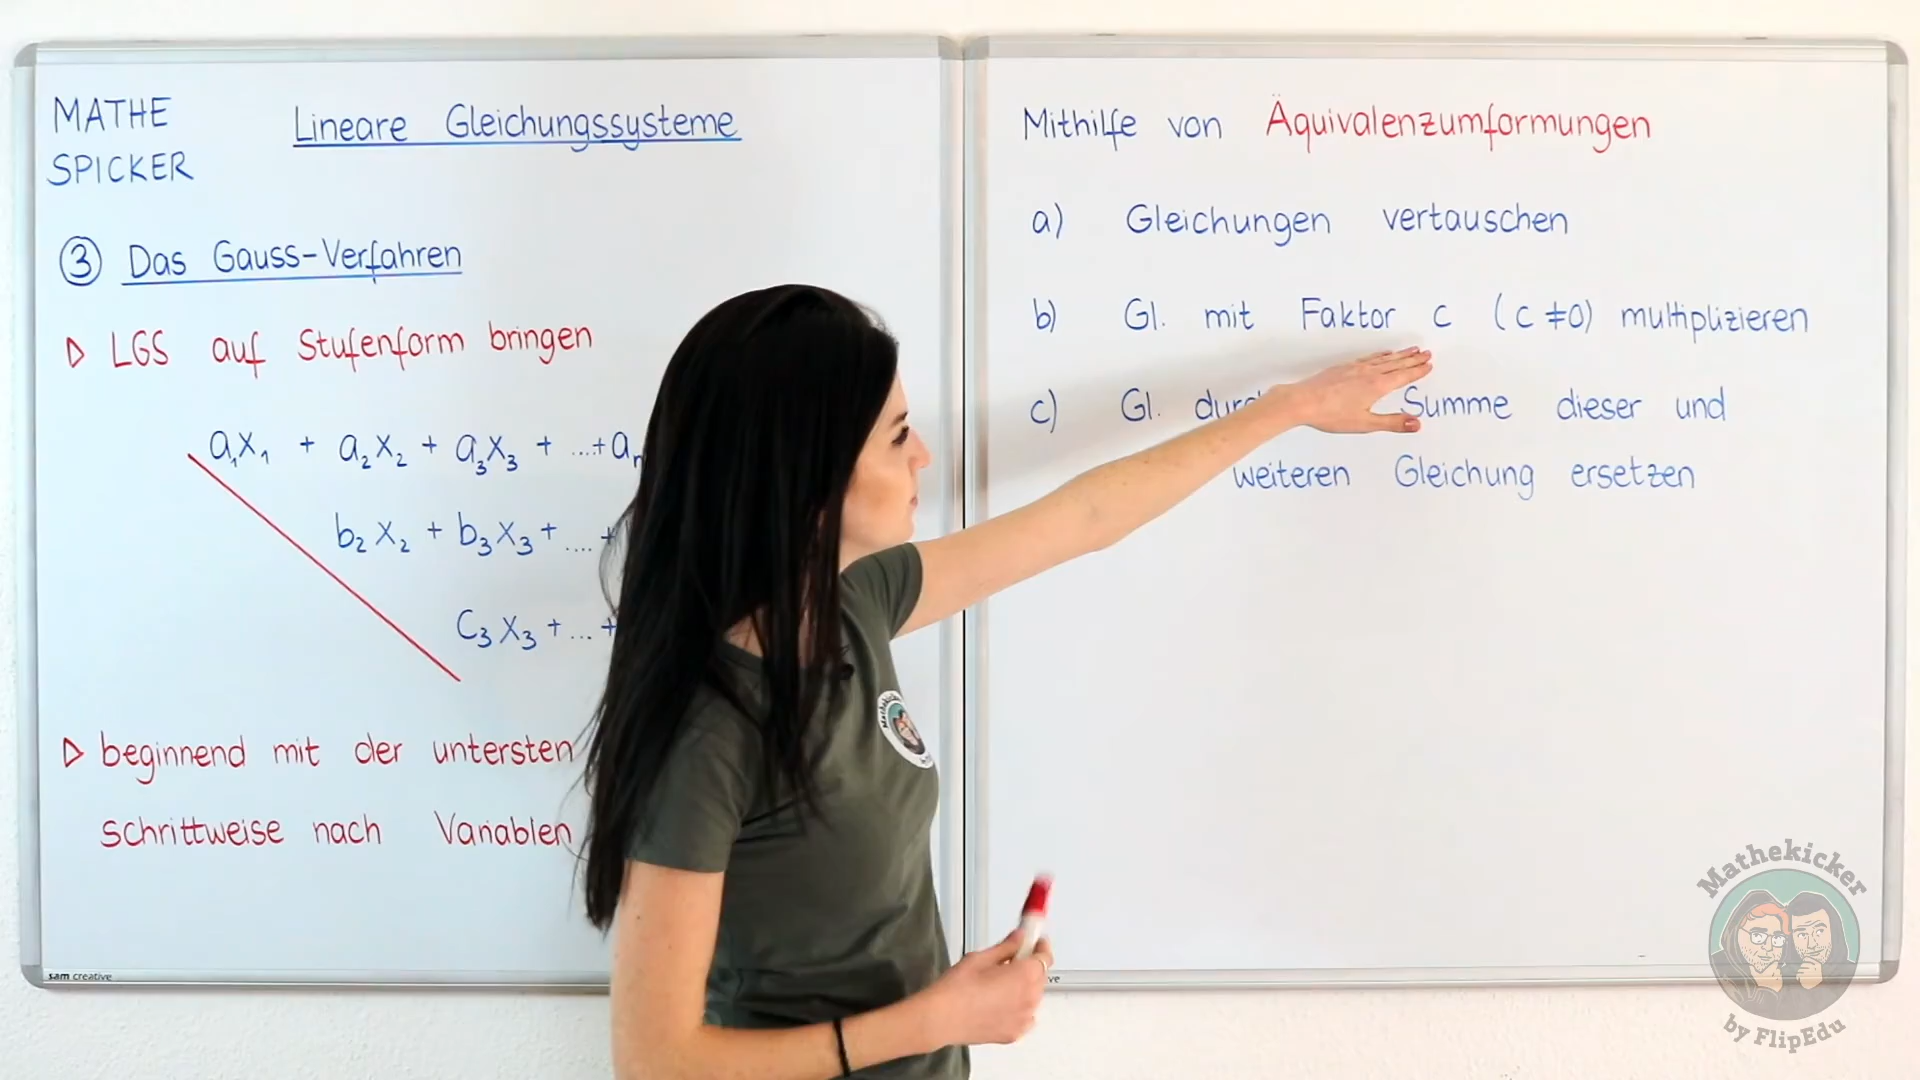 MATHE
SPICKER
Lineare Gleichungssysteme
③ Das Gauss-Verfahren
▷ LGS auf Stufenform bringen
a₁x₁ + a₂x₂ + a₃x₃ + ...+ aₙ
b₂x₂ + b₃x₃ + .... +
c₃x₃ + ... +
▷ beginnend mit der untersten
schrittweise nach Variablen
sam creative
Mithilfe von Äquivalenzumformungen
a) Gleichungen vertauschen
b) Gl. mit Faktor c (c ≠ 0) multiplizieren
c) Gl. Summe dieser und
weiteren Gleichung ersetzen
Mathekicker
by FlipEdu